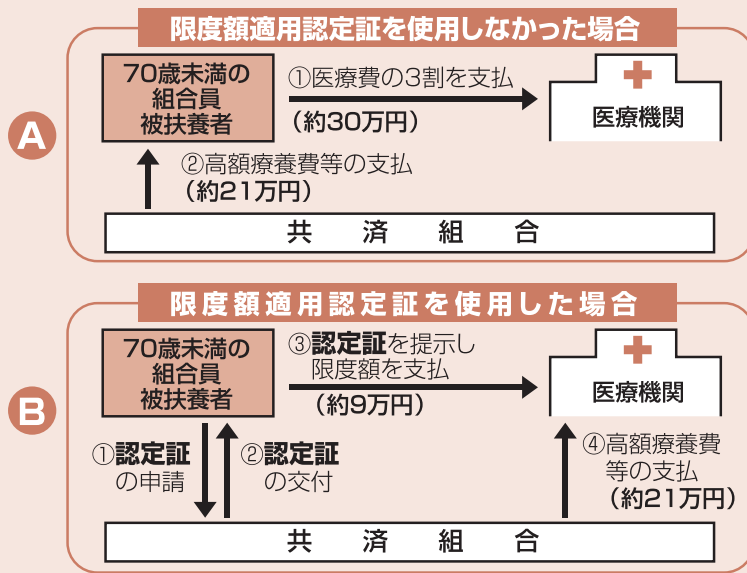 限度額適用認定証を使用しなかった場合
A
70歳未満の
組合員
被扶養者
①医療費の3割を支払
（約30万円）
医療機関
②高額療養費等の支払
（約21万円）
共済組合
限度額適用認定証を使用した場合
B
70歳未満の
組合員
被扶養者
③認定証を提示し
限度額を支払
（約9万円）
医療機関
①認定証
の申請
②認定証
の交付
④高額療養費
等の支払
（約21万円）
共済組合